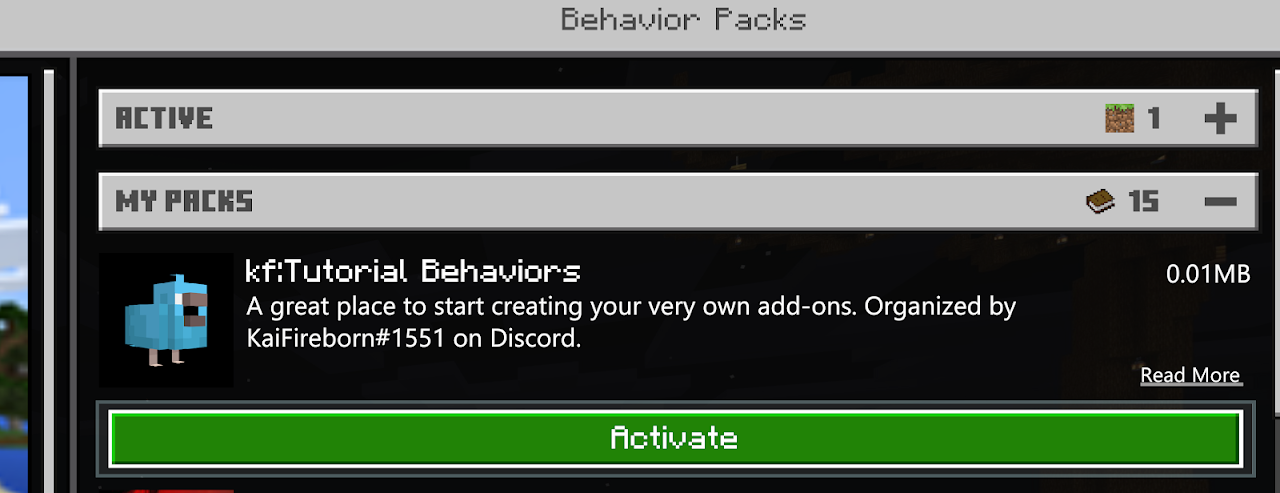 Behavior Packs
ACTIVE 1
MY PACKS 15
kf:Tutorial Behaviors 0.01MB
A great place to start creating your very own add-ons. Organized by
KaiFireborn#1551 on Discord.
Read More
Activate